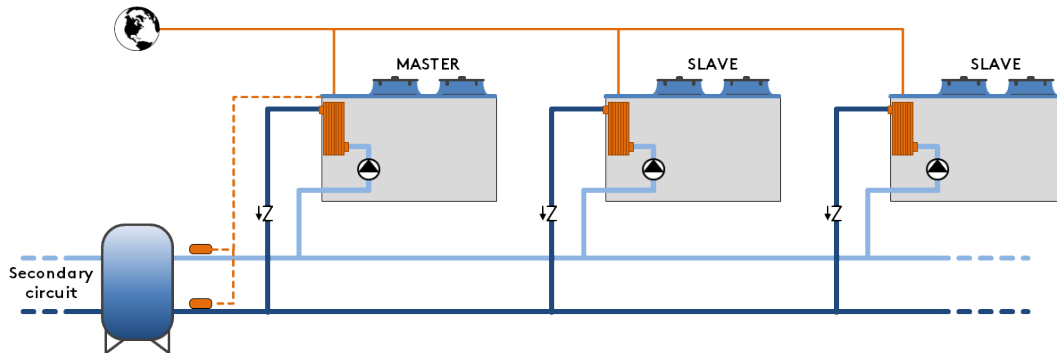 MASTER
SLAVE
SLAVE
Secondary
circuit